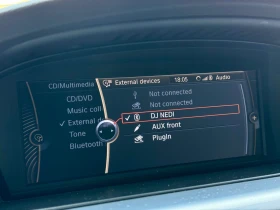 CD/Multimedia
External devices
18:05
Audio
CD/DVD
Music coll
External d
Tone
Bluetooth
Not connected
Not connected
DJ NEDI
AUX front
PlugIn